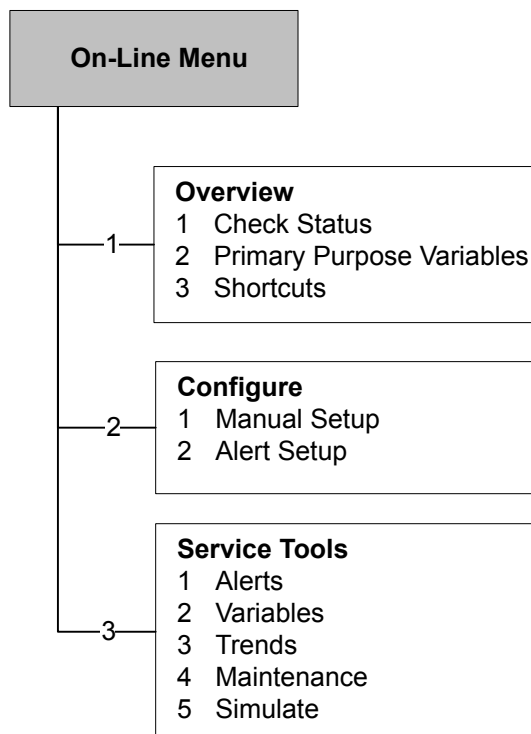 On-Line Menu
1
Overview
1 Check Status
2 Primary Purpose Variables
3 Shortcuts
2
Configure
1 Manual Setup
2 Alert Setup
3
Service Tools
1 Alerts
2 Variables
3 Trends
4 Maintenance
5 Simulate